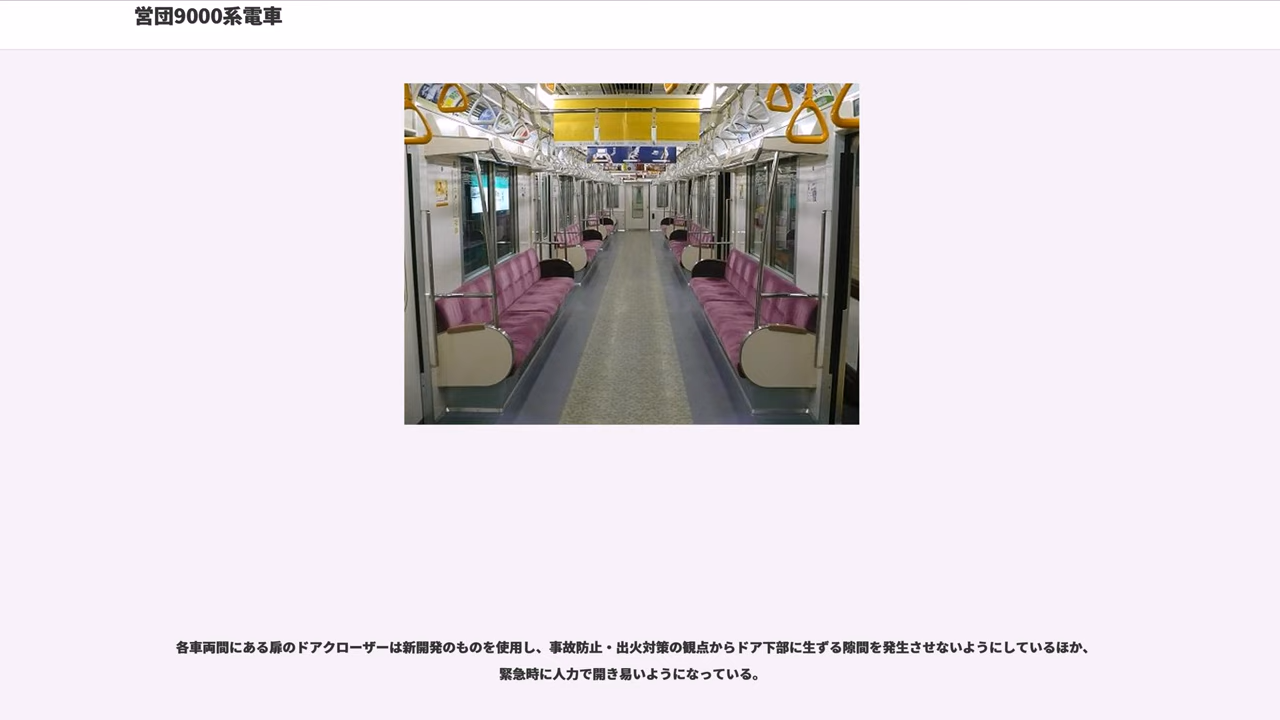 営団9000系電車
各車両間にある扉のドアクローザーは新開発のものを使用し、事故防止・出火対策の観点からドア下部に生ずる隙間を発生させないようにしているほか、
緊急時に人力で開き易いようになっている。